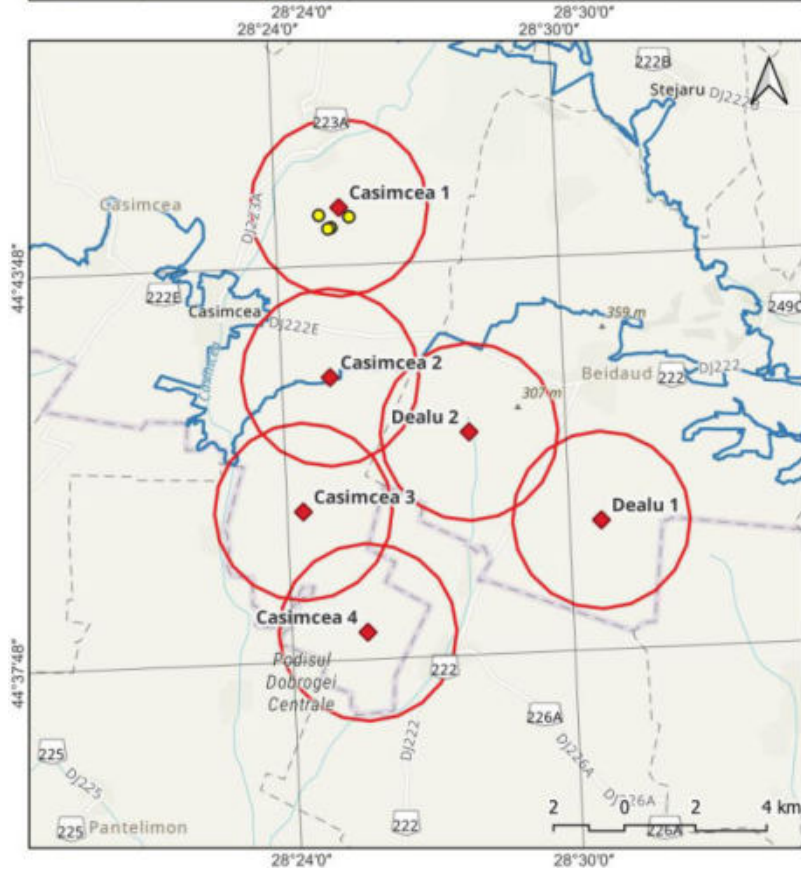 28°24'0" 28°30'0"
28°24'0" 28°30'0"
222B
Stejaru DJ222B
223A
Casimcea 1
Casimcea
DJ223A
44°43'48"
222E
249C
Casimcea
DJ222E
359 m
Casimcea 2
Beidaud
222
DJ222
307 m
Dealu 2
Casimcea 3
Dealu 1
Casimcea 4
Podisul
Dobrogei
Centrale
222
44°37'48"
226A
DJ222
DJ226A
225
DJ225
DJ226A
2 0 2 4 km
225
Pantelimon
222
226A
28°24'0" 28°30'0"